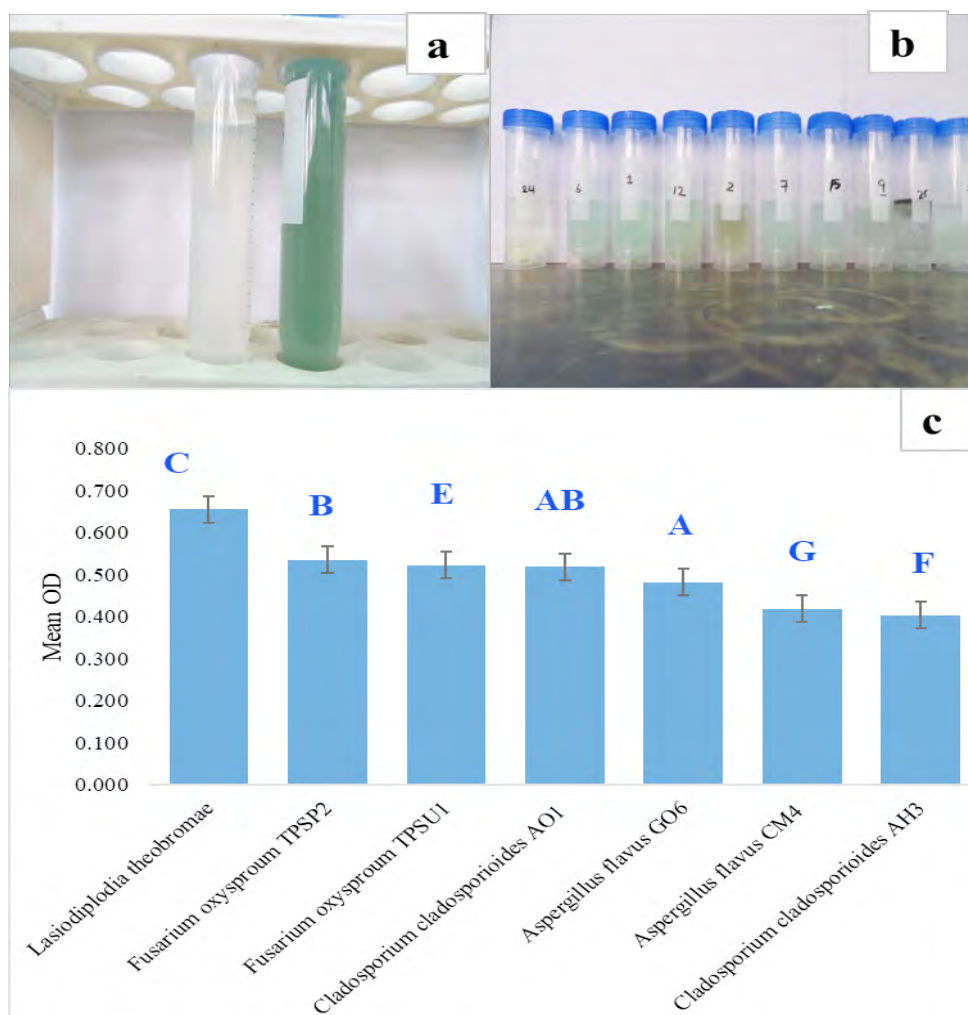 a
b
24
6
1
12
2
7
15
9
c
0.800
0.700
0.600
0.500
0.400
0.300
0.200
0.100
0.000
Mean OD
C
B
E
AB
A
G
F
Lasiodiplodia theobromae
Fusarium oxysproum TPSP2
Fusarium oxysproum TPSU1
Cladosporium cladosporioides AO1
Aspergillus flavus GO6
Aspergillus flavus CM4
Cladosporium cladosporioides AH3